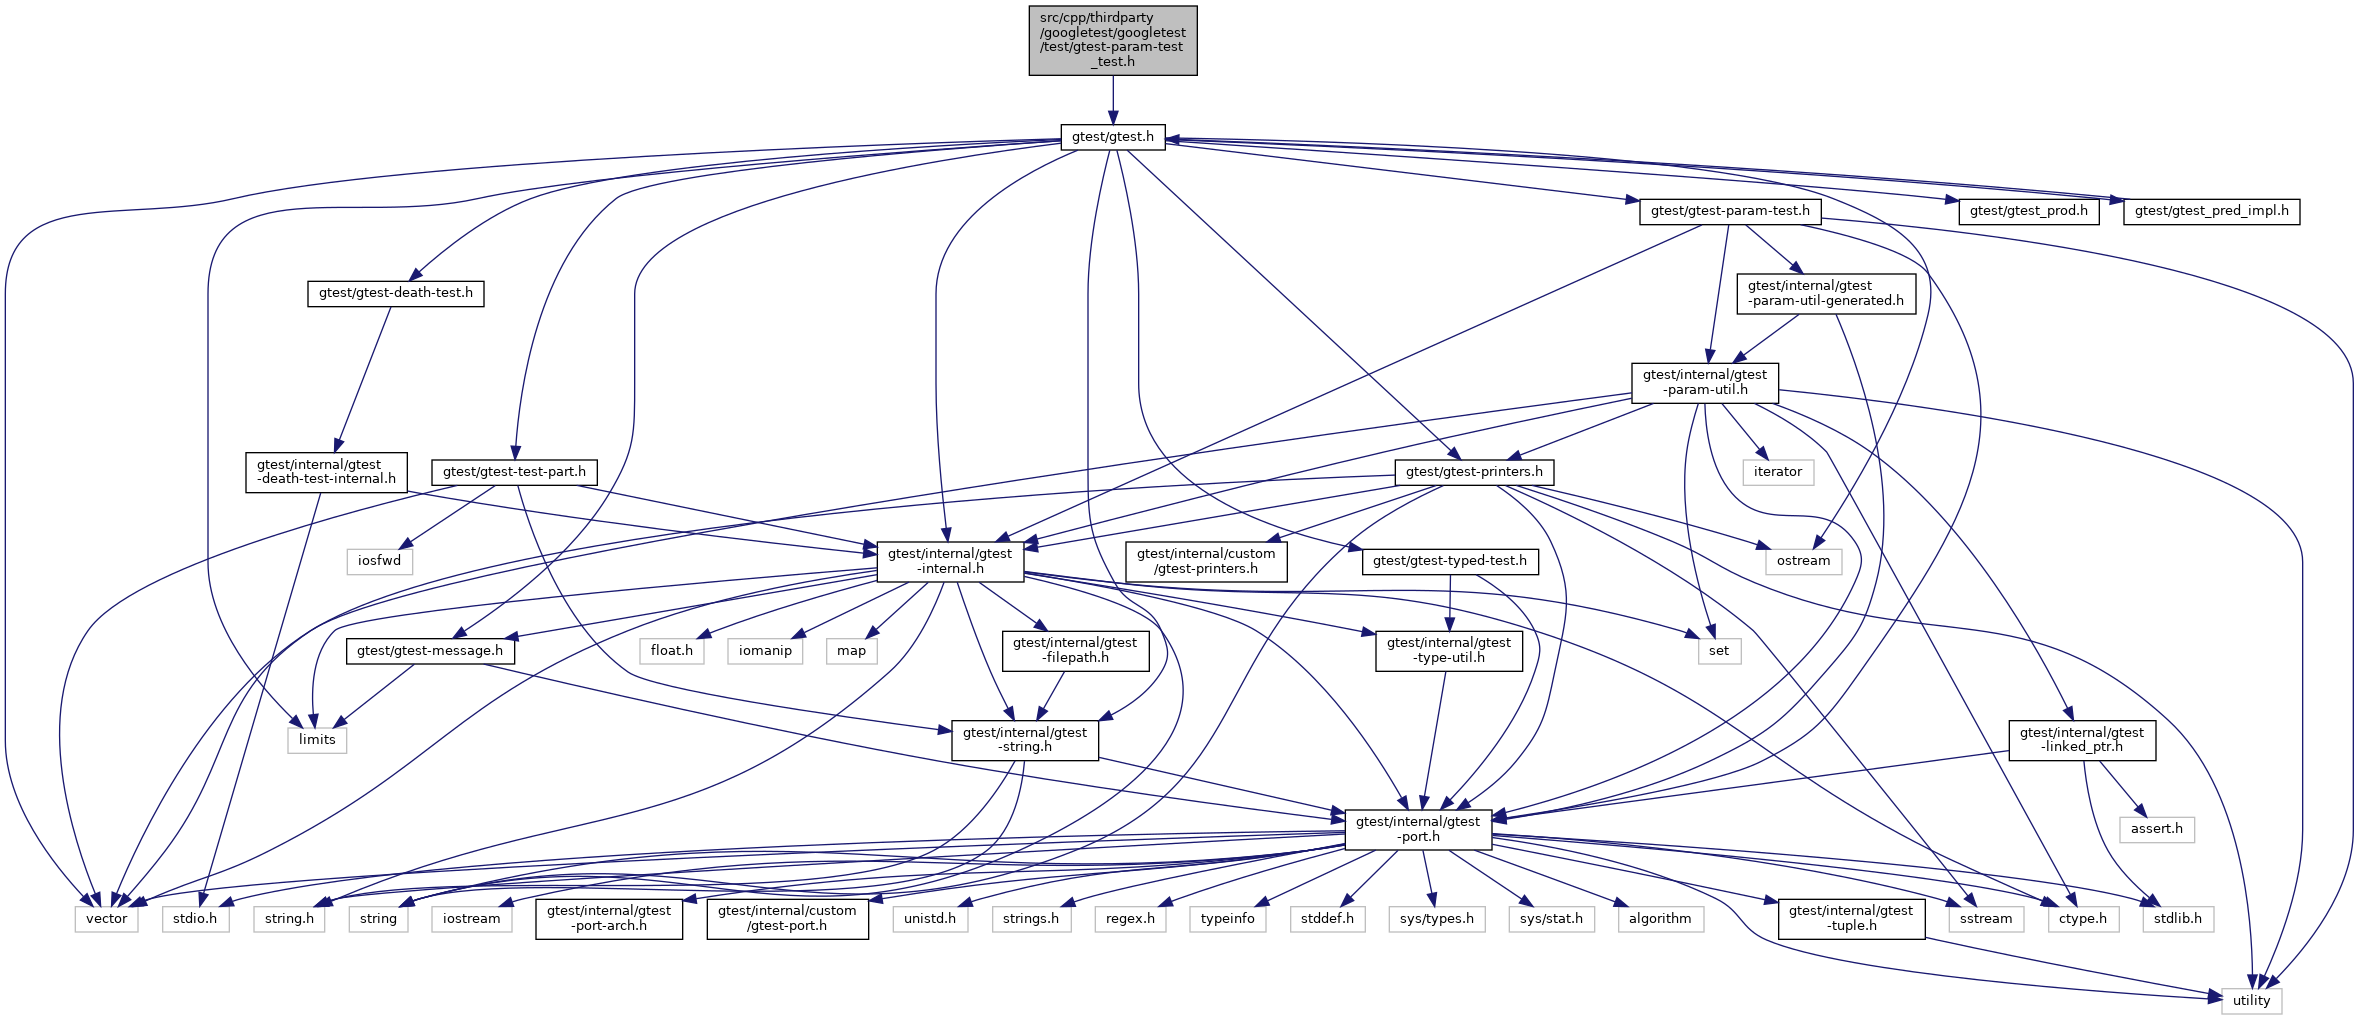 src/cpp/thirdparty
/googletest/googletest
/test/gtest-param-test
_test.h
gtest/gtest.h
gtest/gtest-param-test.h
gtest/gtest_prod.h
gtest/gtest_pred_impl.h
gtest/gtest-death-test.h
gtest/internal/gtest
-param-util-generated.h
gtest/internal/gtest
-param-util.h
gtest/internal/gtest
-death-test-internal.h
gtest/gtest-test-part.h
gtest/gtest-printers.h
iterator
iosfwd
gtest/internal/gtest
-internal.h
gtest/internal/custom
/gtest-printers.h
gtest/gtest-typed-test.h
ostream
gtest/gtest-message.h
float.h
iomanip
map
gtest/internal/gtest
-filepath.h
gtest/internal/gtest
-type-util.h
set
limits
gtest/internal/gtest
-string.h
gtest/internal/gtest
-linked_ptr.h
gtest/internal/gtest
-port.h
assert.h
vector
stdio.h
string.h
string
iostream
gtest/internal/gtest
-port-arch.h
gtest/internal/custom
/gtest-port.h
unistd.h
strings.h
regex.h
typeinfo
stddef.h
sys/types.h
sys/stat.h
algorithm
gtest/internal/gtest
-tuple.h
sstream
ctype.h
stdlib.h
utility